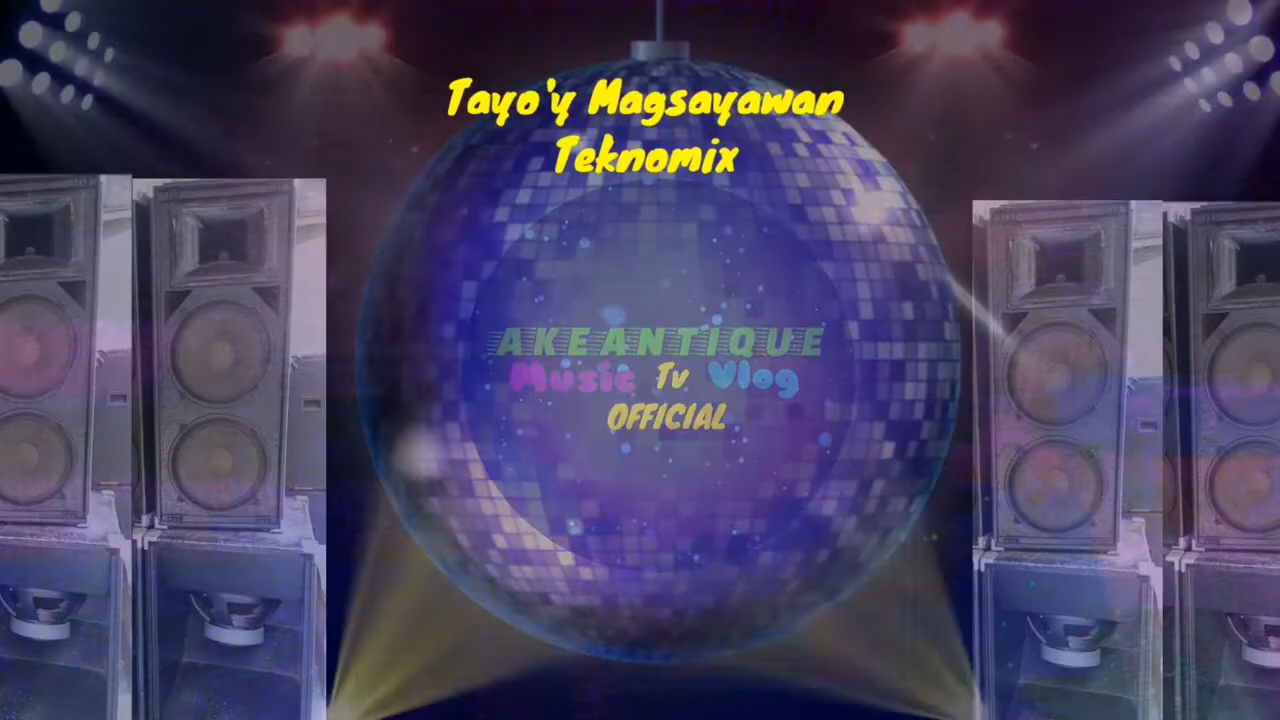 Tayo'y Magsayawan
Teknomix
AKEANTIQUE
Music Tv Vlog
OFFICIAL